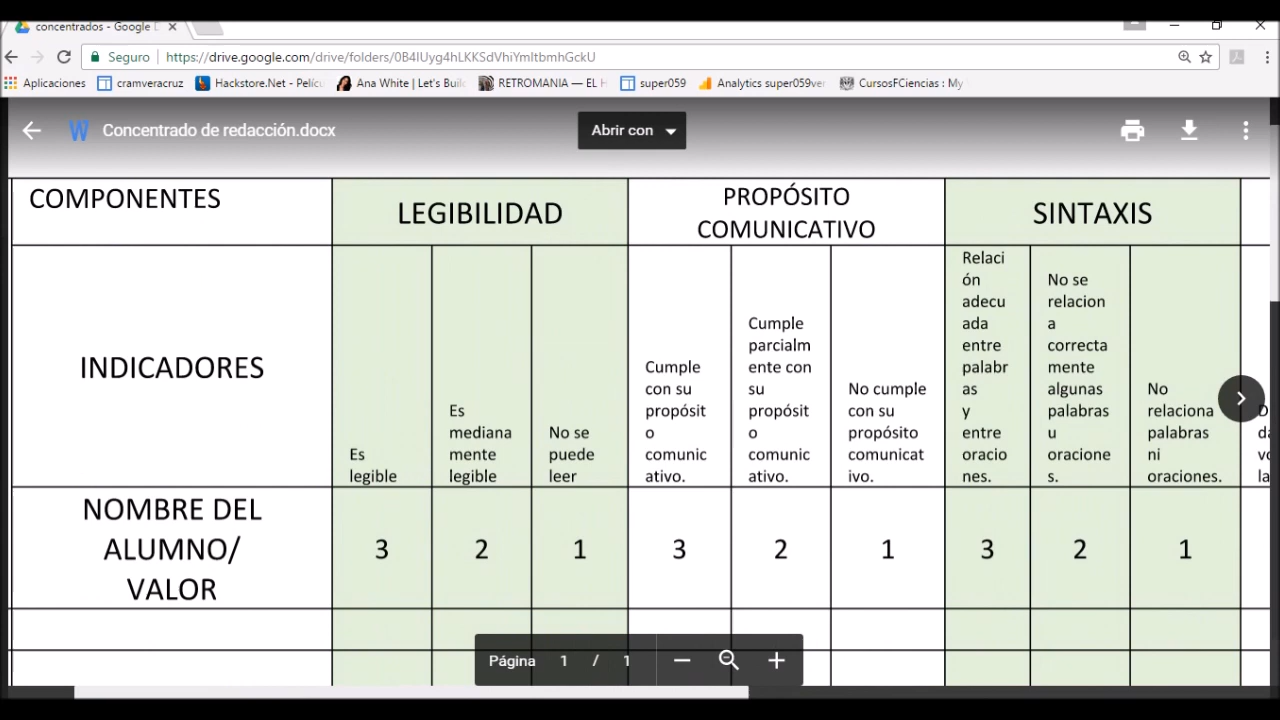 concentrados - Google
Seguro
https://drive.google.com/drive/folders/0B4IUyg4hLKKSdVhiYmltbmhGckU
Aplicaciones
cramveracruz
Hackstore.Net - Pelícu
Ana White | Let's Buil
RETROMANIA — EL H
super059
Analytics super059ver
CursosFCiencias : My
Concentrado de redacción.docx
Abrir con
COMPONENTES
LEGIBILIDAD
PROPÓSITO
COMUNICATIVO
SINTAXIS
INDICADORES
Es
legible
Es
mediana
mente
legible
No se
puede
leer
Cumple
con su
propósit
o
comunic
ativo.
Cumple
parcialm
ente con
su
propósit
o
comunic
ativo.
No cumple
con su
propósito
comunicat
ivo.
Relaci
ón
adecu
ada
entre
palabr
as
y
entre
oracio
nes.
No se
relacion
a
correcta
mente
algunas
palabras
u
oracione
s.
No
relaciona
palabras
ni
oraciones.
NOMBRE DEL
ALUMNO/
VALOR
3 2 1 3 2 1 3 2 1
Página 1 / 1